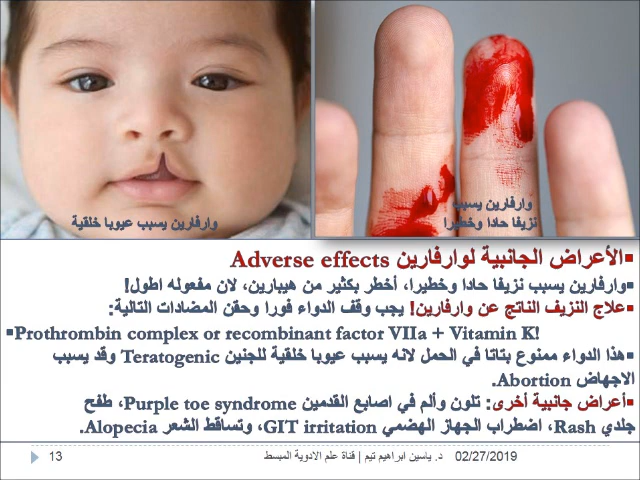 وارفارين يسبب عيوبا خلقية
وارفارين يسبب
نزيفا حادا وخطيرا
▪الأعراض الجانبية لوارفارين Adverse effects
▪وارفارين يسبب نزيفا حادا وخطيرا، أخطر بكثير من هيبارين، لان مفعوله اطول!
▪علاج النزيف الناتج عن وارفارين! يجب وقف الدواء فورا وحقن المضادات التالية:
▪Prothrombin complex or recombinant factor VIIa + Vitamin K!
▪هذا الدواء ممنوع بتاتا في الحمل لانه يسبب عيوبا خلقية للجنين Teratogenic وقد يسبب
الاجهاض Abortion.
▪أعراض جانبية أخرى: تلون وألم في اصابع القدمين Purple toe syndrome، طفح
جلدي Rash، اضطراب الجهاز الهضمي GIT irritation، وتساقط الشعر Alopecia.
13 د. ياسين ابراهيم تيم | قناة علم الادوية المبسط 02/27/2019